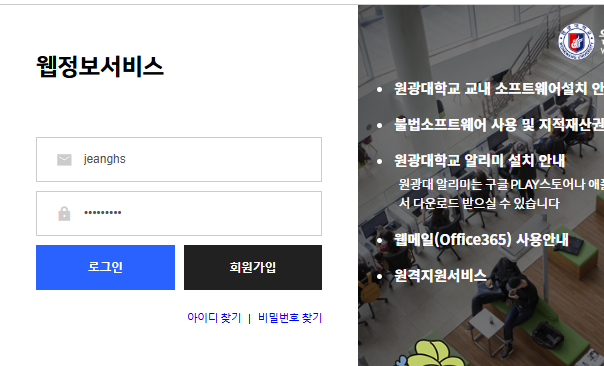 웹정보서비스
jeanghs
•••••••••
로그인
회원가입
아이디 찾기 | 비밀번호 찾기
원광대학교 교내 소프트웨어설치
불법소프트웨어 사용 및 지적재산권
원광대학교 알리미 설치 안내
원광대 알리미는 구글 PLAY스토어나
서 다운로드 받으실 수 있습니다
웹메일(Office365) 사용안내
원격지원서비스